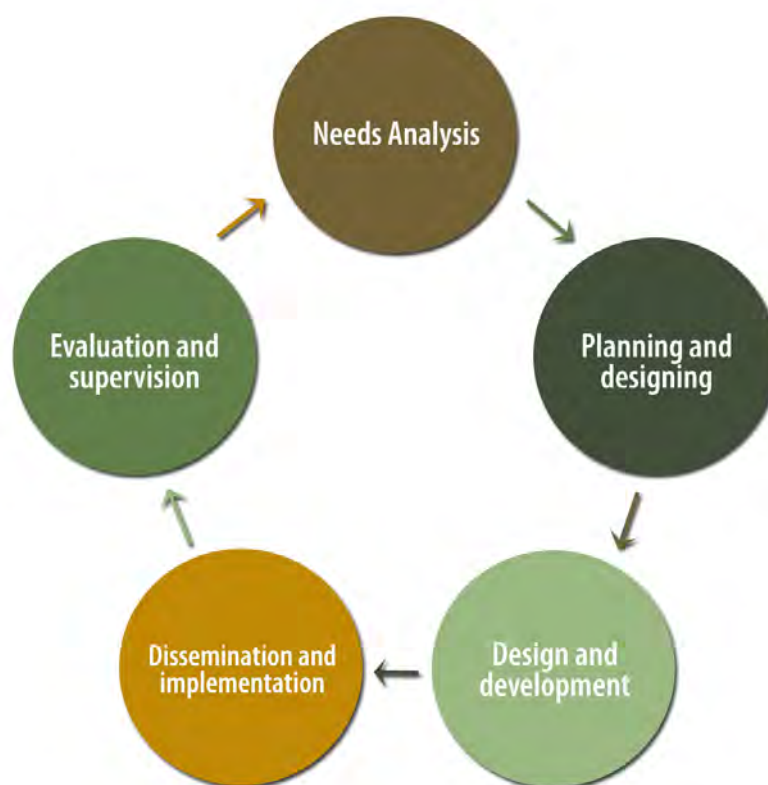 Needs Analysis
Planning and
designing
Design and
development
Dissemination and
implementation
Evaluation and
supervision